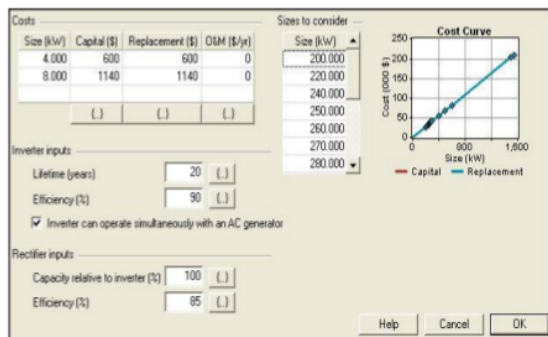 Costs
Size (kW) Capital ($) Replacement ($) O&M ($/yr)
4.000 600 600 0
8.000 1140 1140 0
{..} {..} {..}
Sizes to consider
Size (kW)
200.000
220.000
240.000
250.000
260.000
270.000
280.000
Cost Curve
Cost (000 $)
250
200
150
100
50
0
0 800 1,600
Size (kW)
Capital Replacement
Inverter inputs
Lifetime (years) 20 {..}
Efficiency (%) 90 {..}
Inverter can operate simultaneously with an AC generator
Rectifier inputs
Capacity relative to inverter (%) 100 {..}
Efficiency (%) 85 {..}
Help Cancel OK